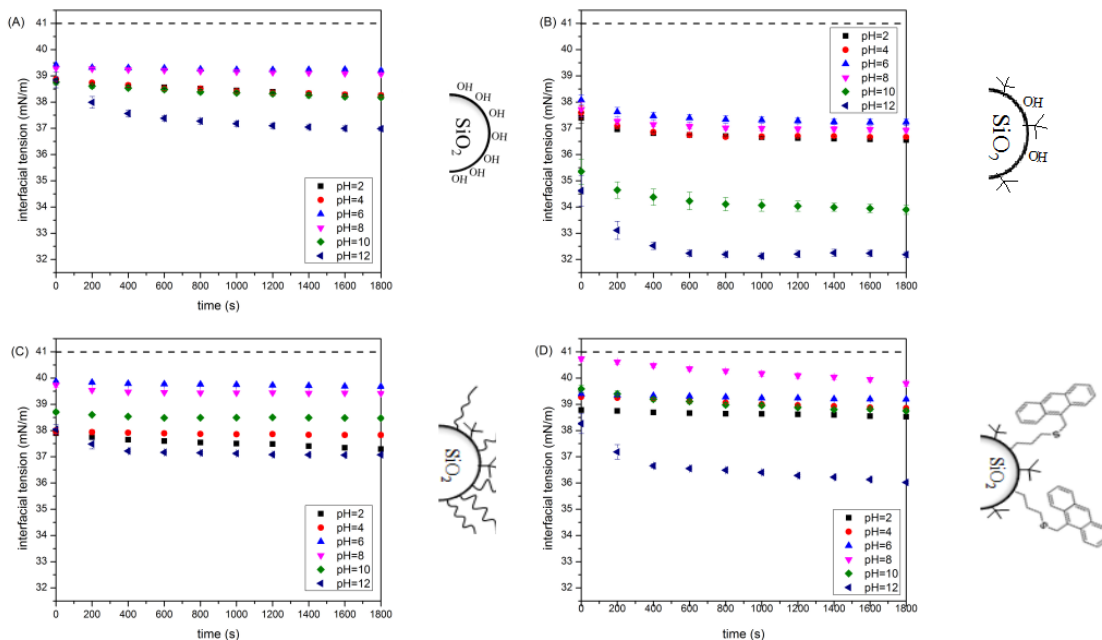 (A)
41
40
39
38
37
36
35
34
33
32
interfacial tension (mN/m)
0 200 400 600 800 1000 1200 1400 1600 1800
time (s)
pH=2
pH=4
pH=6
pH=8
pH=10
pH=12
OH
OH
OH
OH
OH
OH
OH
OH
SiO2
(B)
41
40
39
38
37
36
35
34
33
32
interfacial tension (mN/m)
0 200 400 600 800 1000 1200 1400 1600 1800
time (s)
pH=2
pH=4
pH=6
pH=8
pH=10
pH=12
OH
OH
SiO2
(C)
41
40
39
38
37
36
35
34
33
32
interfacial tension (mN/m)
0 200 400 600 800 1000 1200 1400 1600 1800
time (s)
pH=2
pH=4
pH=6
pH=8
pH=10
pH=12
SiO2
(D)
41
40
39
38
37
36
35
34
33
32
interfacial tension (mN/m)
0 200 400 600 800 1000 1200 1400 1600 1800
time (s)
pH=2
pH=4
pH=6
pH=8
pH=10
pH=12
S
SiO2
S